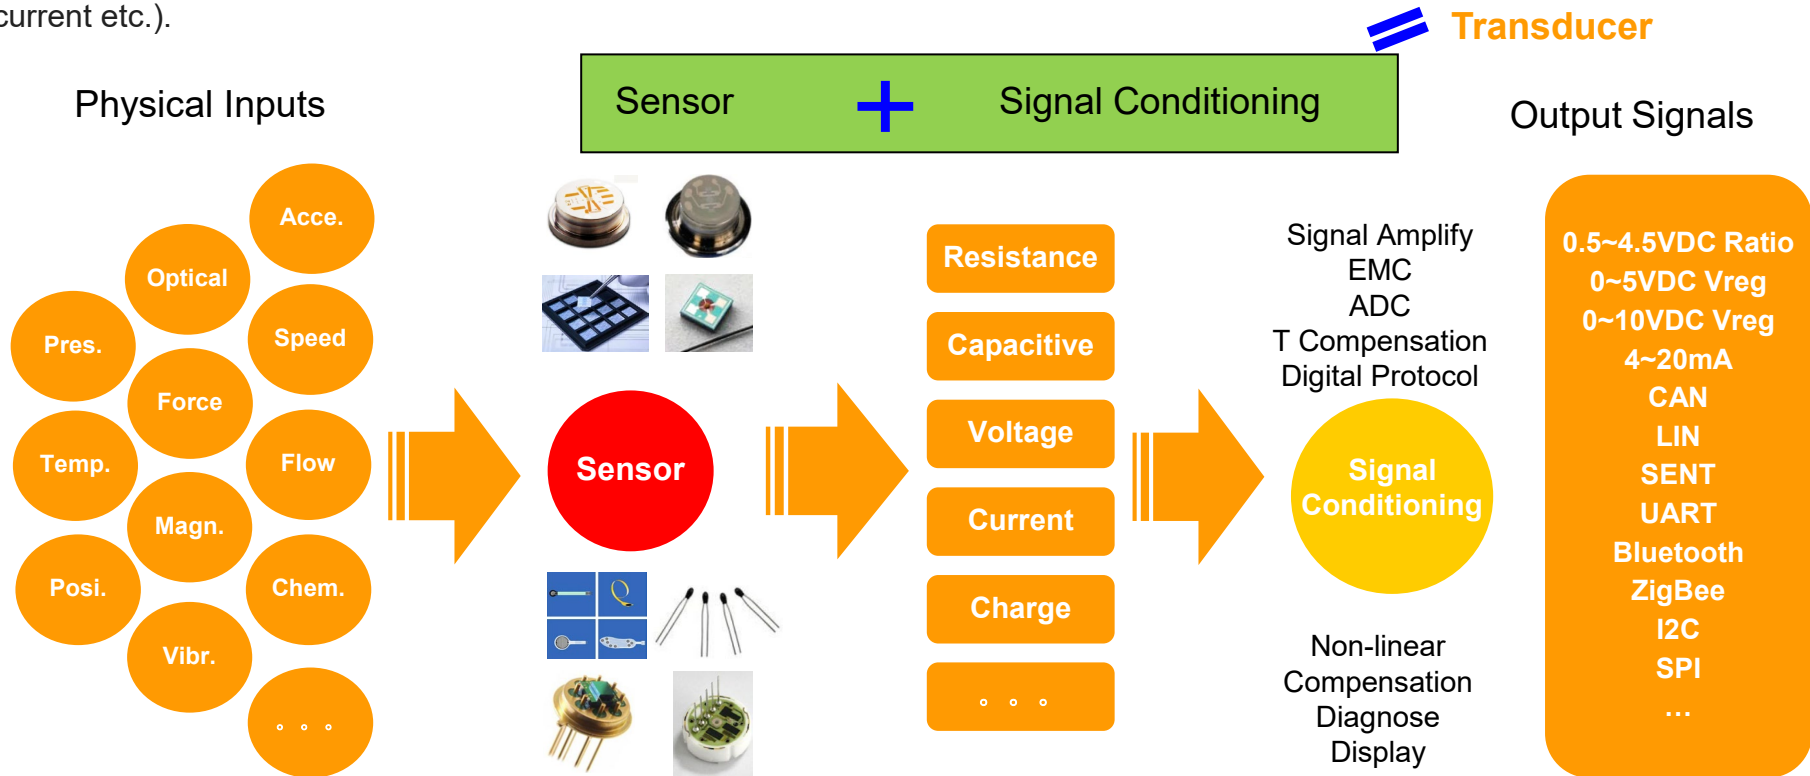 current etc.).
Transducer
Physical Inputs
Sensor + Signal Conditioning
Output Signals
Acce.
Optical
Pres.
Speed
Force
Temp.
Flow
Magn.
Posi.
Chem.
Vibr.
。。。
Sensor
Resistance
Capacitive
Voltage
Current
Charge
。。。
Signal Amplify
EMC
ADC
T Compensation
Digital Protocol
Signal
Conditioning
Non-linear
Compensation
Diagnose
Display
0.5~4.5VDC Ratio
0~5VDC Vreg
0~10VDC Vreg
4~20mA
CAN
LIN
SENT
UART
Bluetooth
ZigBee
I2C
SPI
...